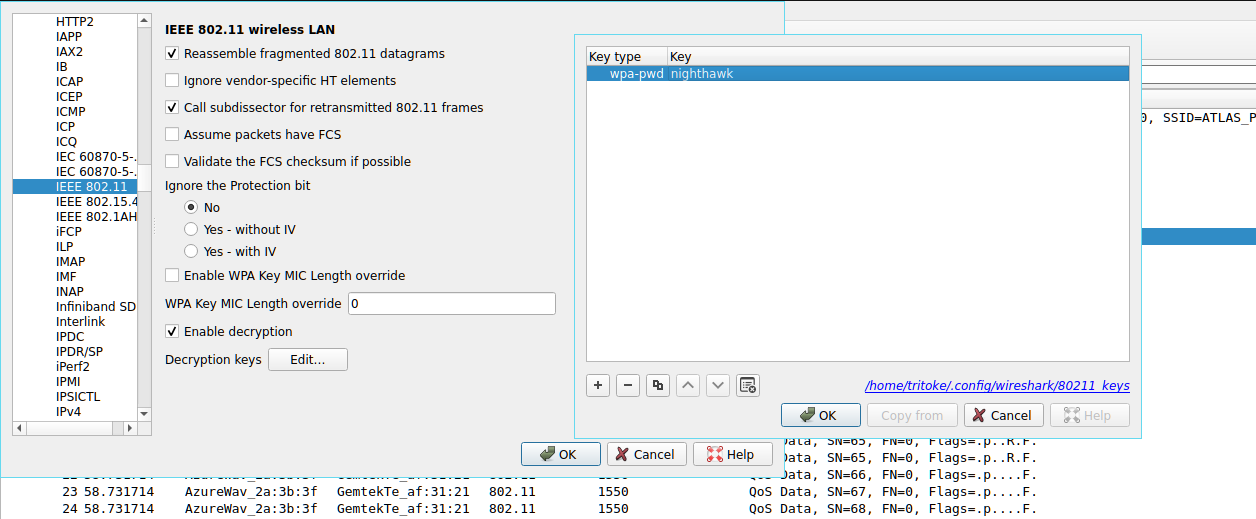 HTTP2
IAPP
IAX2
IB
ICAP
ICEP
ICMP
ICP
ICQ
IEC 60870-5-.
IEC 60870-5-.
IEEE 802.11
IEEE 802.15.4
IEEE 802.1AH
iFCP
ILP
IMAP
IMF
INAP
Infiniband SD
Interlink
IPDC
IPDR/SP
iPerf2
IPMI
IPSICTL
IPv4
IEEE 802.11 wireless LAN
Reassemble fragmented 802.11 datagrams
Ignore vendor-specific HT elements
Call subdissector for retransmitted 802.11 frames
Assume packets have FCS
Validate the FCS checksum if possible
Ignore the Protection bit
No
Yes - without IV
Yes - with IV
Enable WPA Key MIC Length override
WPA Key MIC Length override 0
Enable decryption
Decryption keys Edit...
OK Cancel Help
Key type Key
wpa-pwd nighthawk
/home/tritoke/.config/wireshark/80211_keys
OK Copy from Cancel Help
0, SSID=ATLAS_P
Data, SN=65, FN=0, Flags=.p..R.F.
Data, SN=65, FN=0, Flags=.p..R.F.
QoS Data, SN=66, FN=0, Flags=.p....F.
23 58.731714 AzureWav_2a:3b:3f GemtekTe_af:31:21 802.11 1550 QoS Data, SN=67, FN=0, Flags=.p....F.
24 58.731714 AzureWav_2a:3b:3f GemtekTe_af:31:21 802.11 1550 QoS Data, SN=68, FN=0, Flags=.p....F.